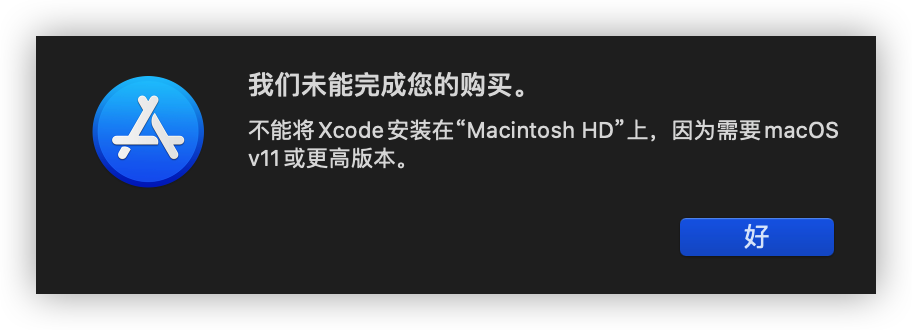 我们未能完成您的购买。
不能将 Xcode 安装在“Macintosh HD”上，因为需要 macOS
v11 或更高版本。
好